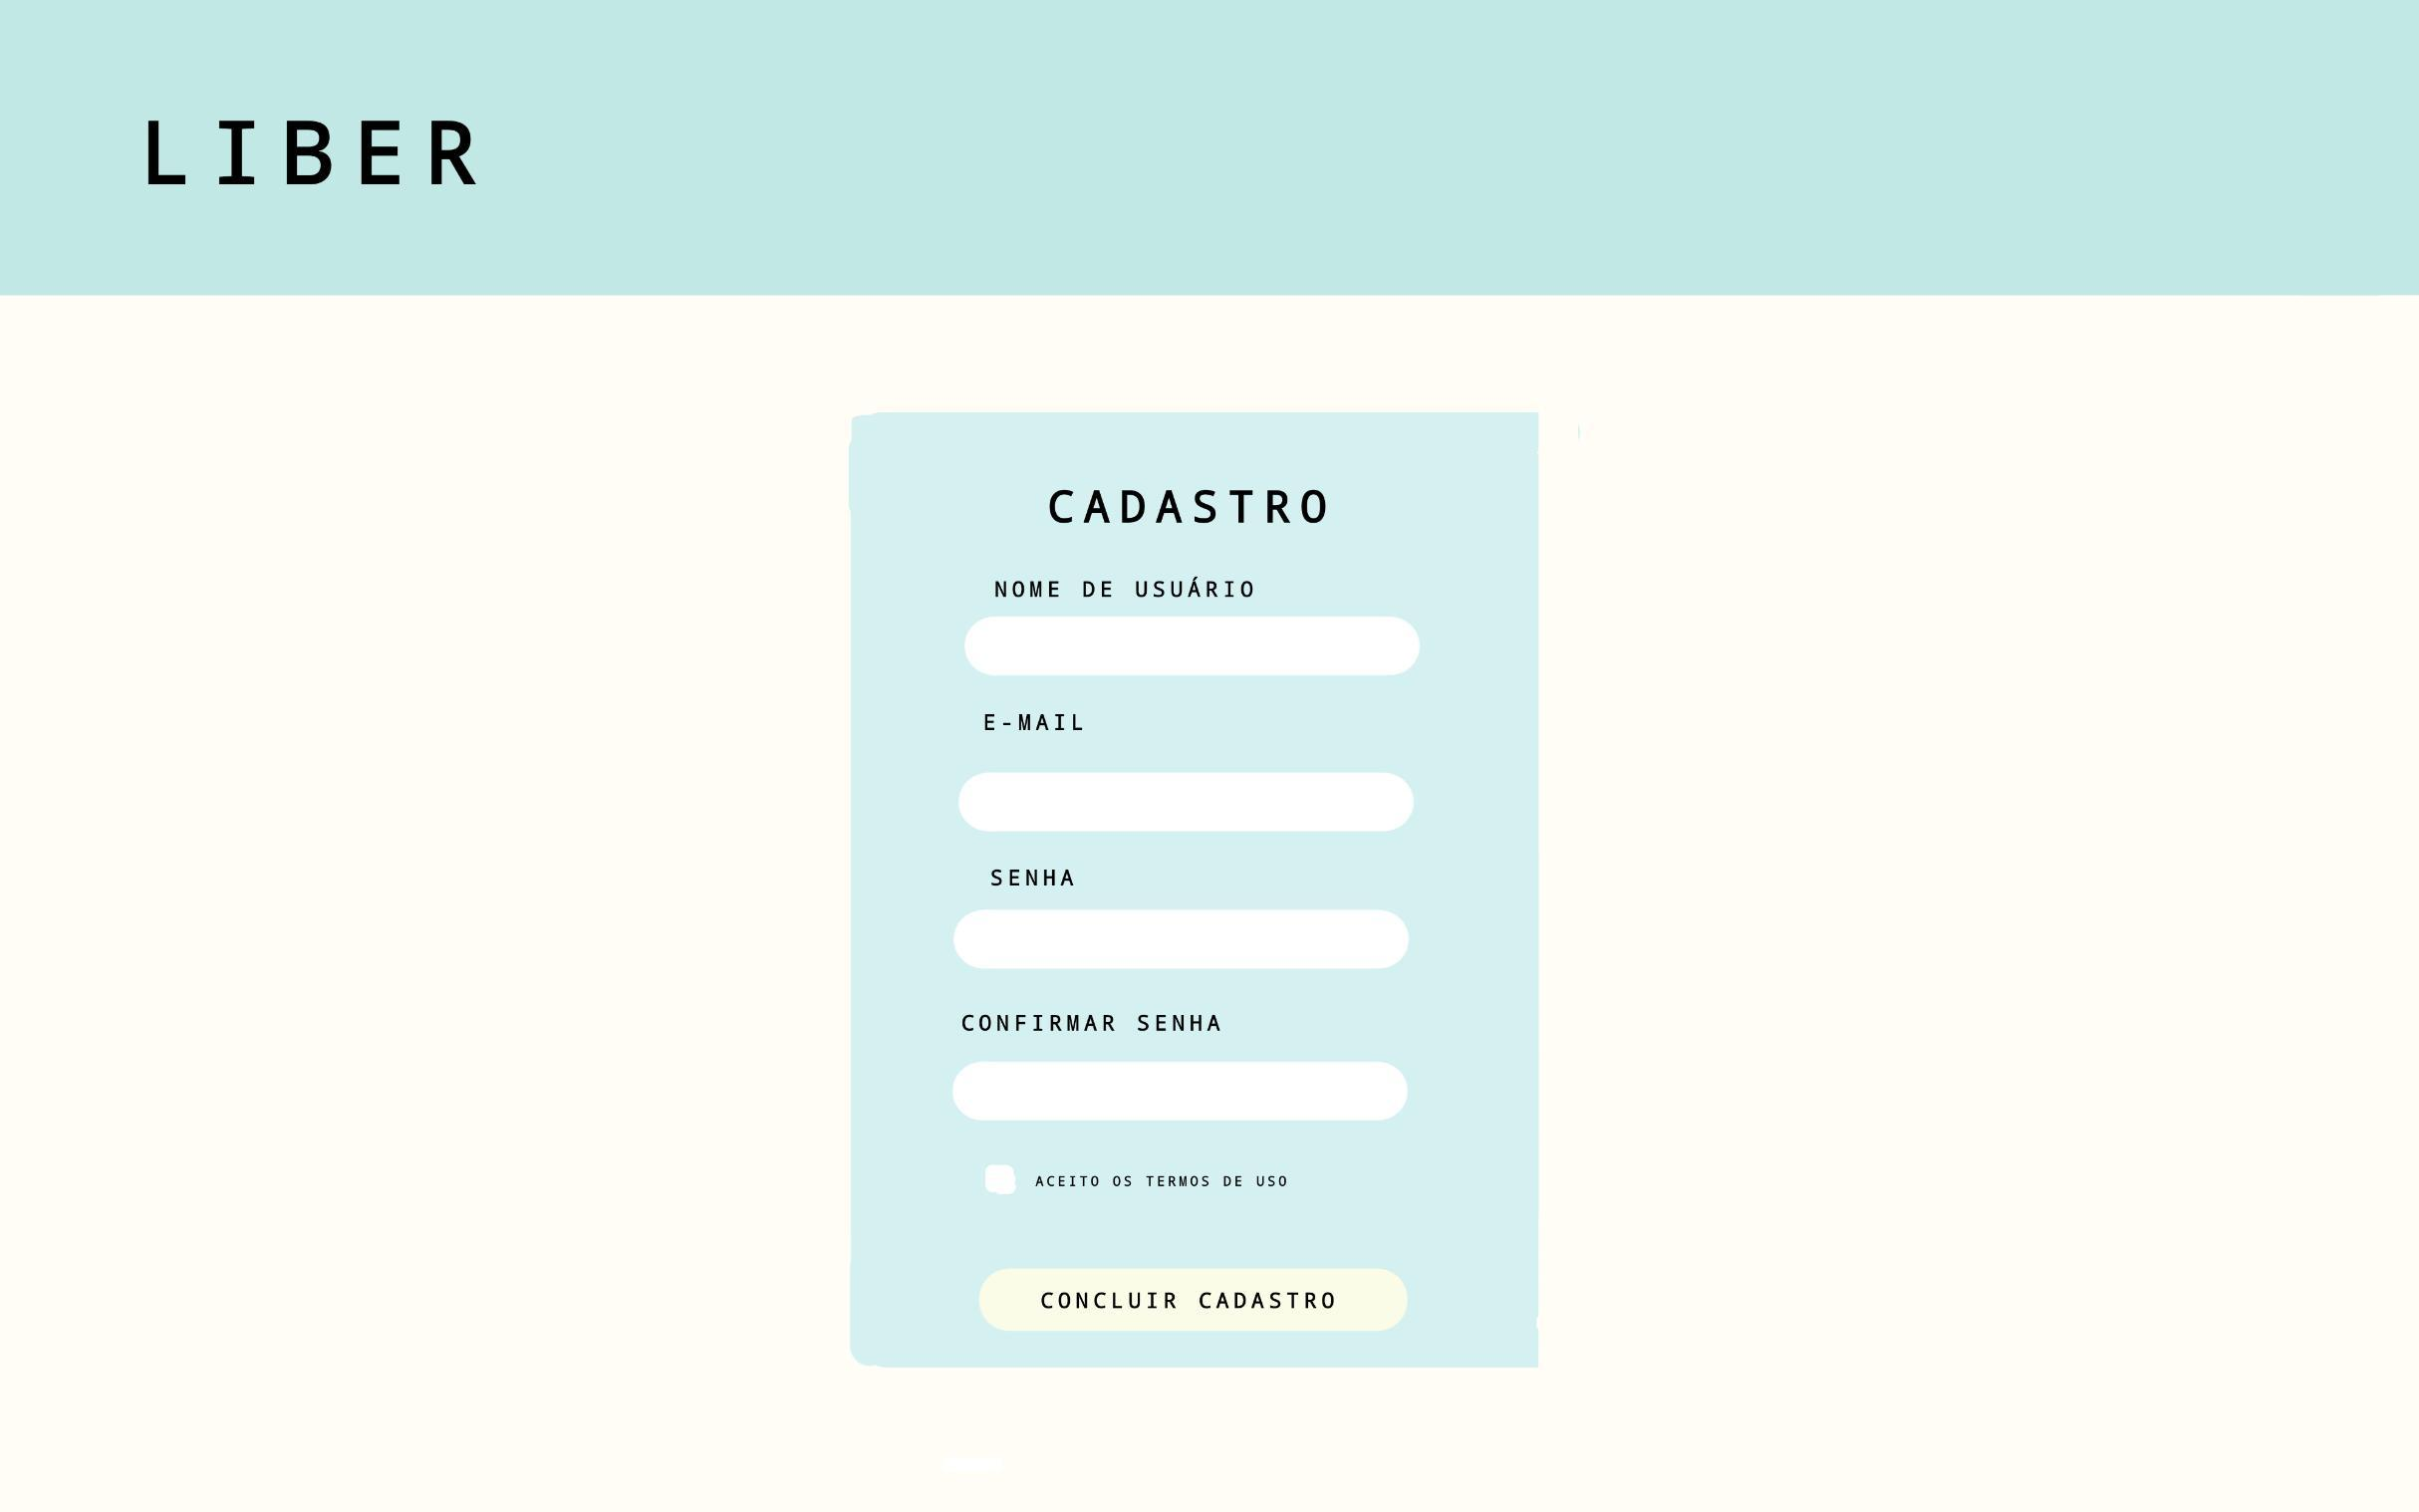 LIBER
CADASTRO
NOME DE USUÁRIO
E-MAIL
SENHA
CONFIRMAR SENHA
ACEITO OS TERMOS DE USO
CONCLUIR CADASTRO